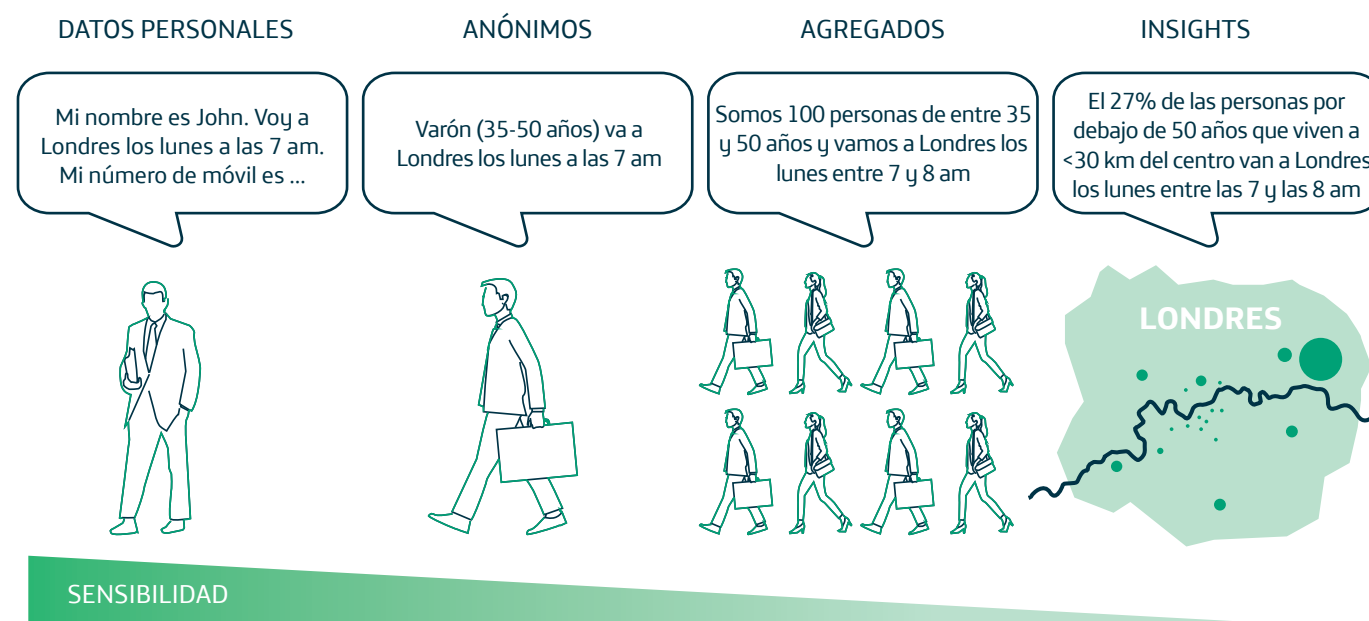 DATOS PERSONALES
Mi nombre es John. Voy a
Londres los lunes a las 7 am.
Mi número de móvil es ...
ANÓNIMOS
Varón (35-50 años) va a
Londres los lunes a las 7 am
AGREGADOS
Somos 100 personas de entre 35
y 50 años y vamos a Londres los
lunes entre 7 y 8 am
INSIGHTS
El 27% de las personas por
debajo de 50 años que viven a
<30 km del centro van a Londres
los lunes entre las 7 y las 8 am
LONDRES
SENSIBILIDAD